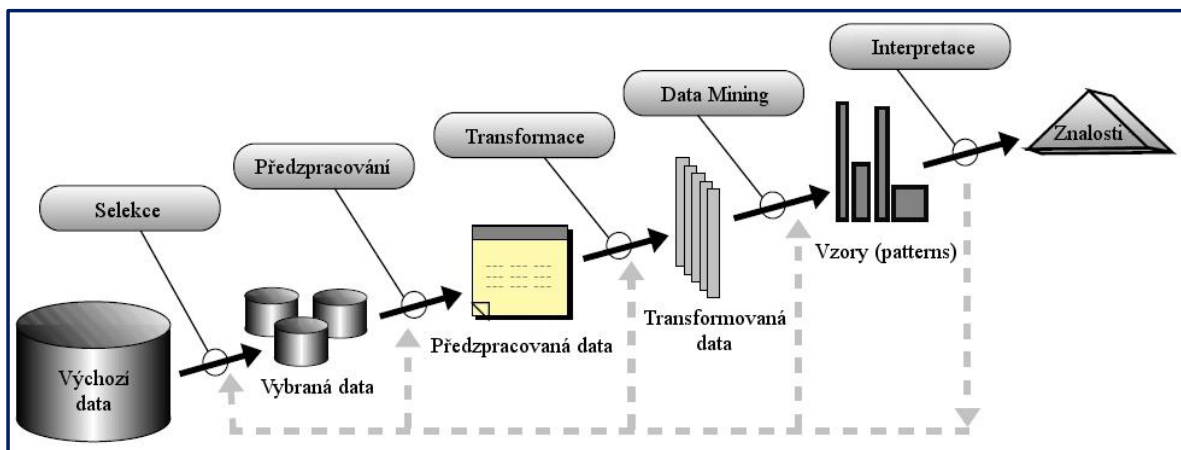 Interpretace
Data Mining
Znalosti
Transformace
Předzpracování
Selekce
Vzory (patterns)
Transformovaná
data
Předzpracovaná data
Vybraná data
Výchozí
data